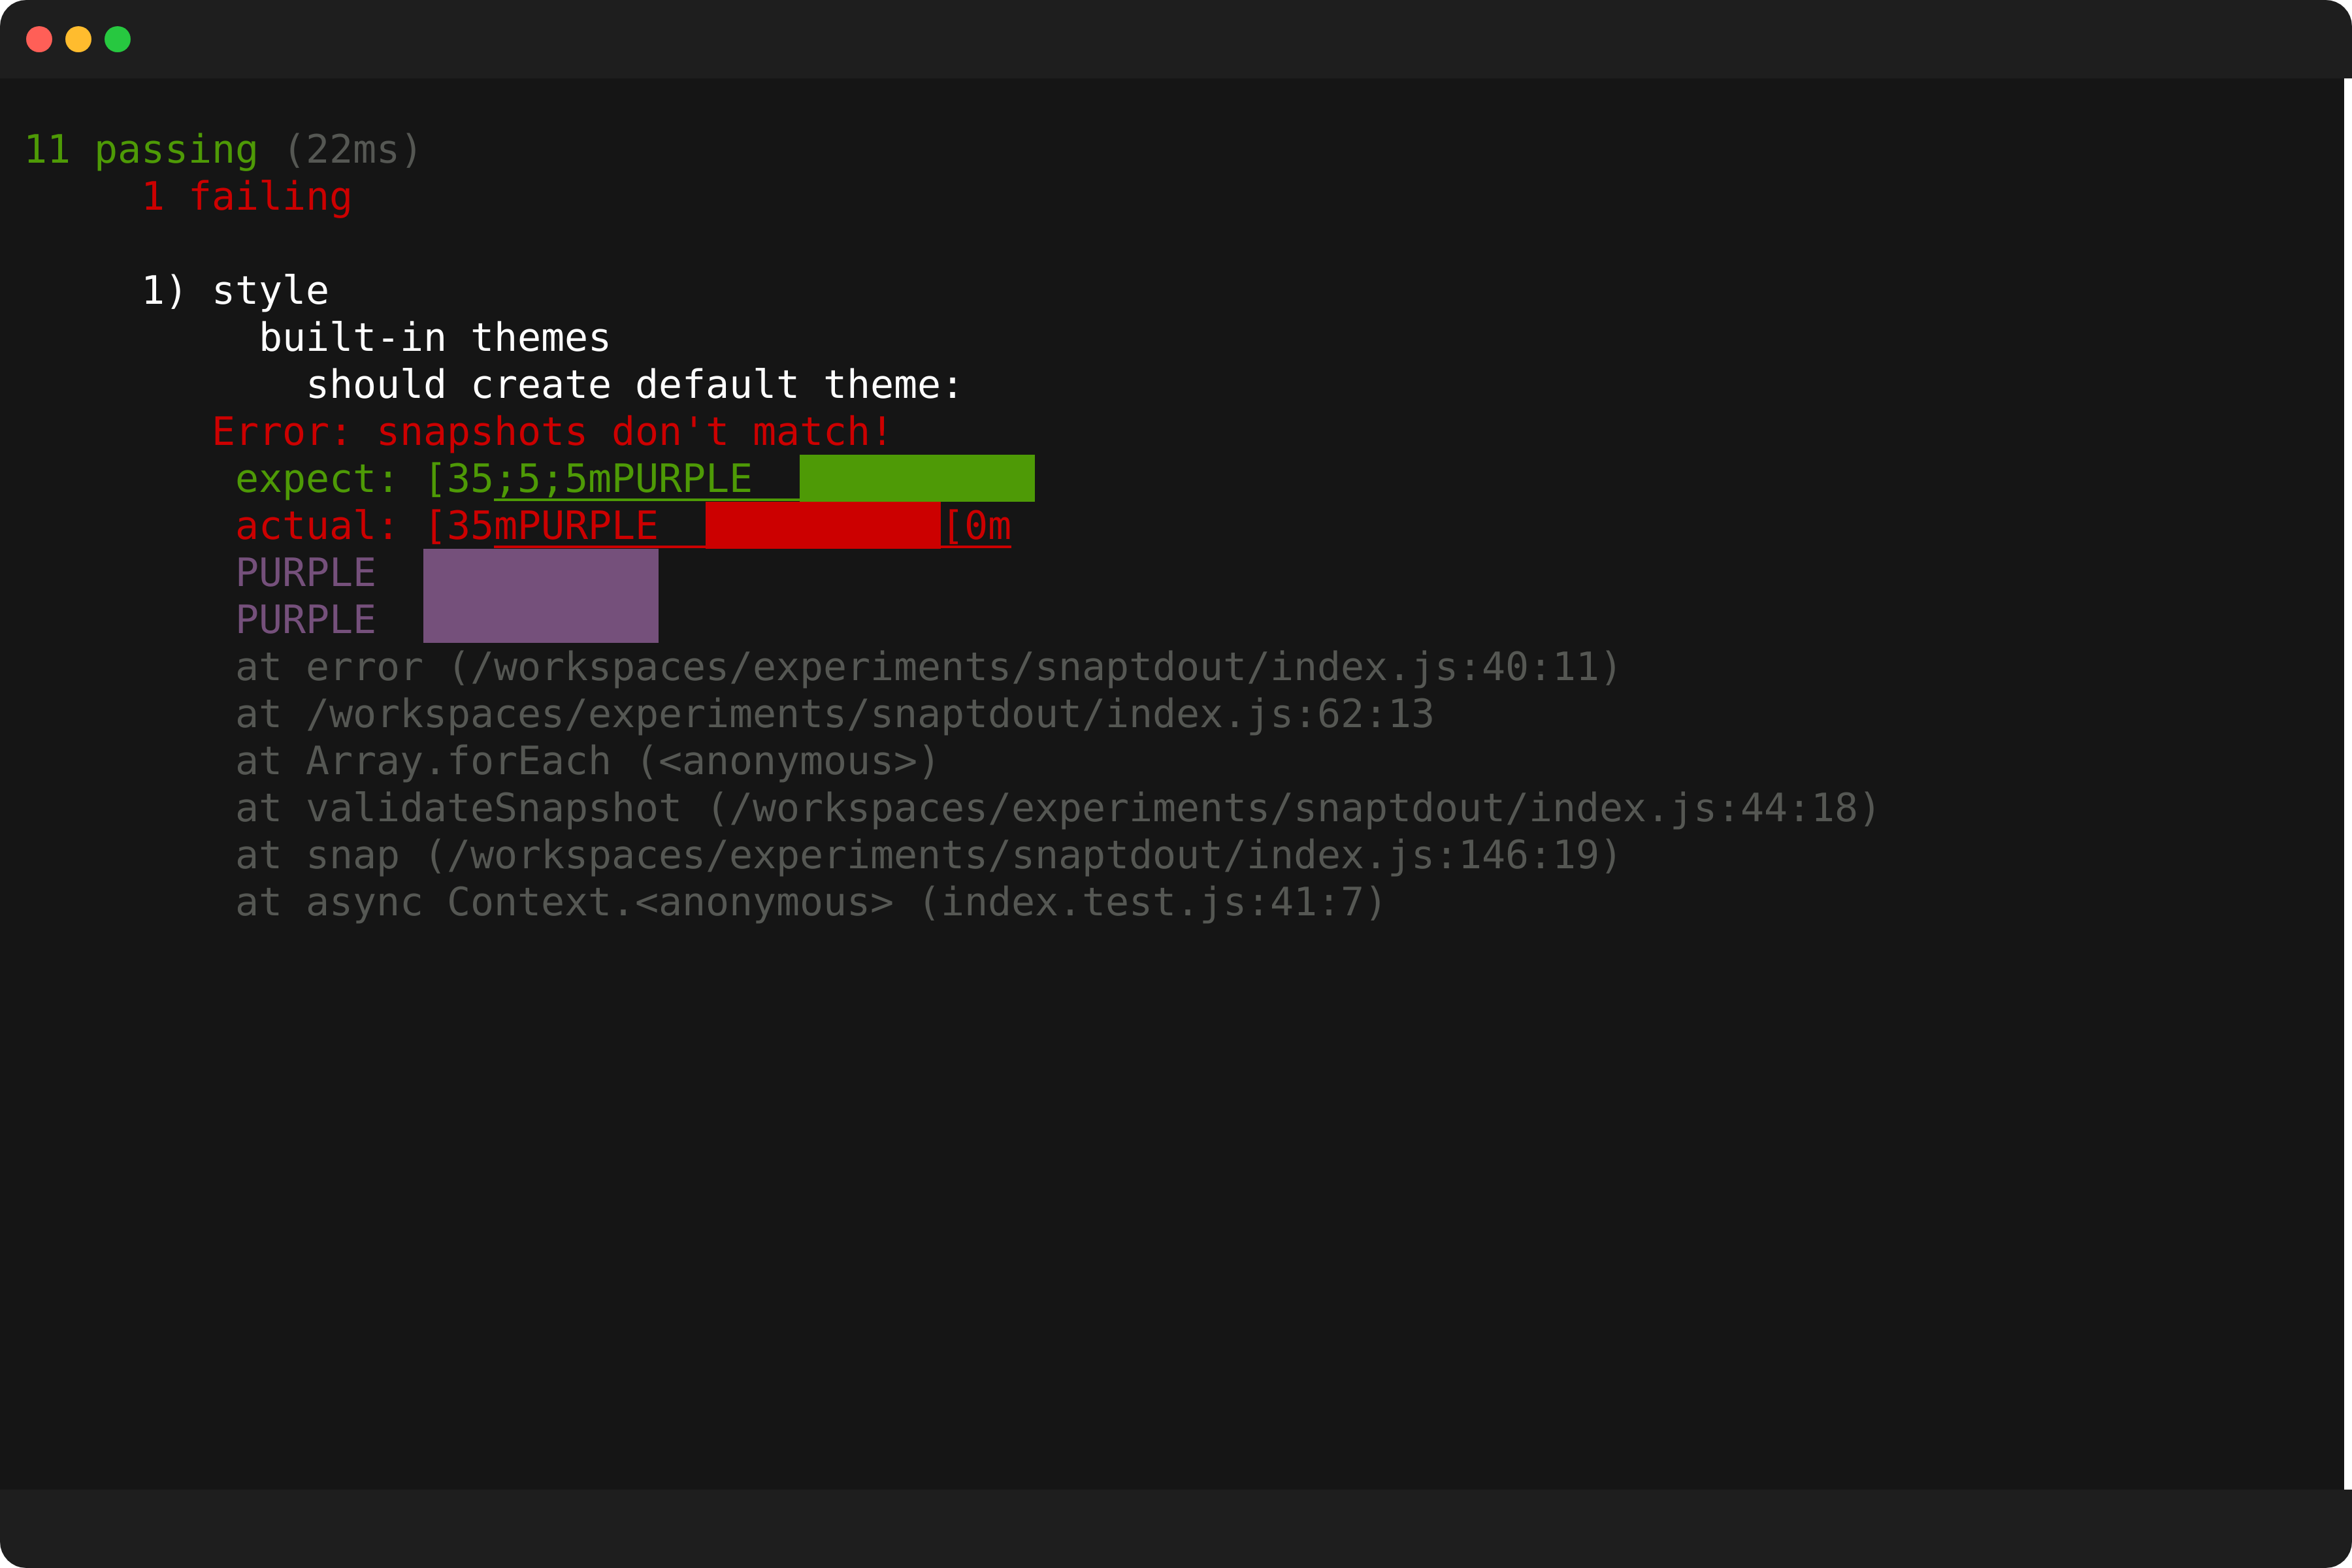 11 passing (22ms)
1 failing
1) style
built-in themes
should create default theme:
Error: snapshots don't match!
expect: [35;5;5mPURPLE
actual: [35mPURPLE [0m
PURPLE
PURPLE
at error (/workspaces/experiments/snaptdout/index.js:40:11)
at /workspaces/experiments/snaptdout/index.js:62:13
at Array.forEach (<anonymous>)
at validateSnapshot (/workspaces/experiments/snaptdout/index.js:44:18)
at snap (/workspaces/experiments/snaptdout/index.js:146:19)
at async Context.<anonymous> (index.test.js:41:7)